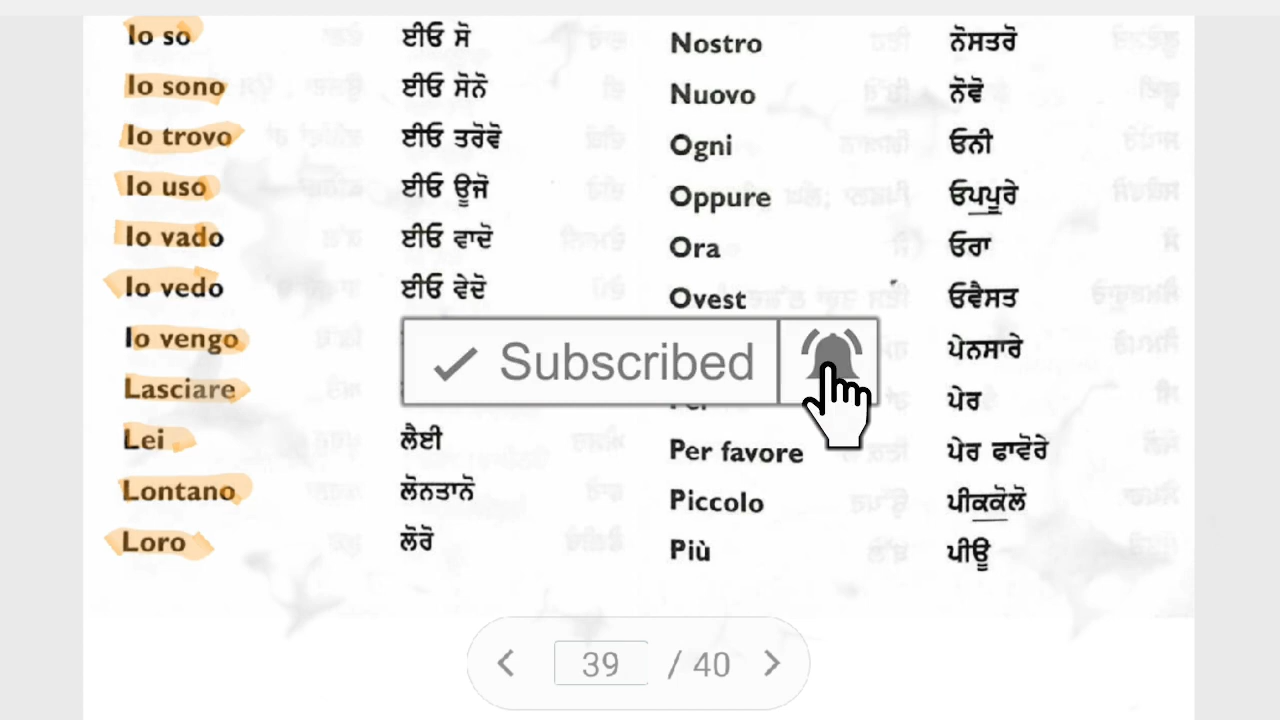 Io so ਈਓ ਸੋ
Io sono ਈਓ ਸੋਨੋ
Io trovo ਈਓ ਤਰੋਵੋ
Io uso ਈਓ ਊਜੋ
Io vado ਈਓ ਵਾਦੋ
Io vedo ਈਓ ਵੇਦੋ
Io vengo
Lasciare
Lei ਲੈਈ
Lontano ਲੋਨਤਾਨੋ
Loro ਲੋਰੋ
Nostro ਨੋਸਤਰੋ
Nuovo ਨੋਵੋ
Ogni ਓਨੀ
Oppure ਓਪਪੂਰੇ
Ora ਓਰਾ
Ovest ਓਵੈਸਤ
ਪੇਨਸਾਰੇ
ਪੇਰ
Per favore ਪੇਰ ਫਾਵੋਰੇ
Piccolo ਪੀਕਕੋਲੋ
Più ਪੀਊ
Subscribed
39 / 40